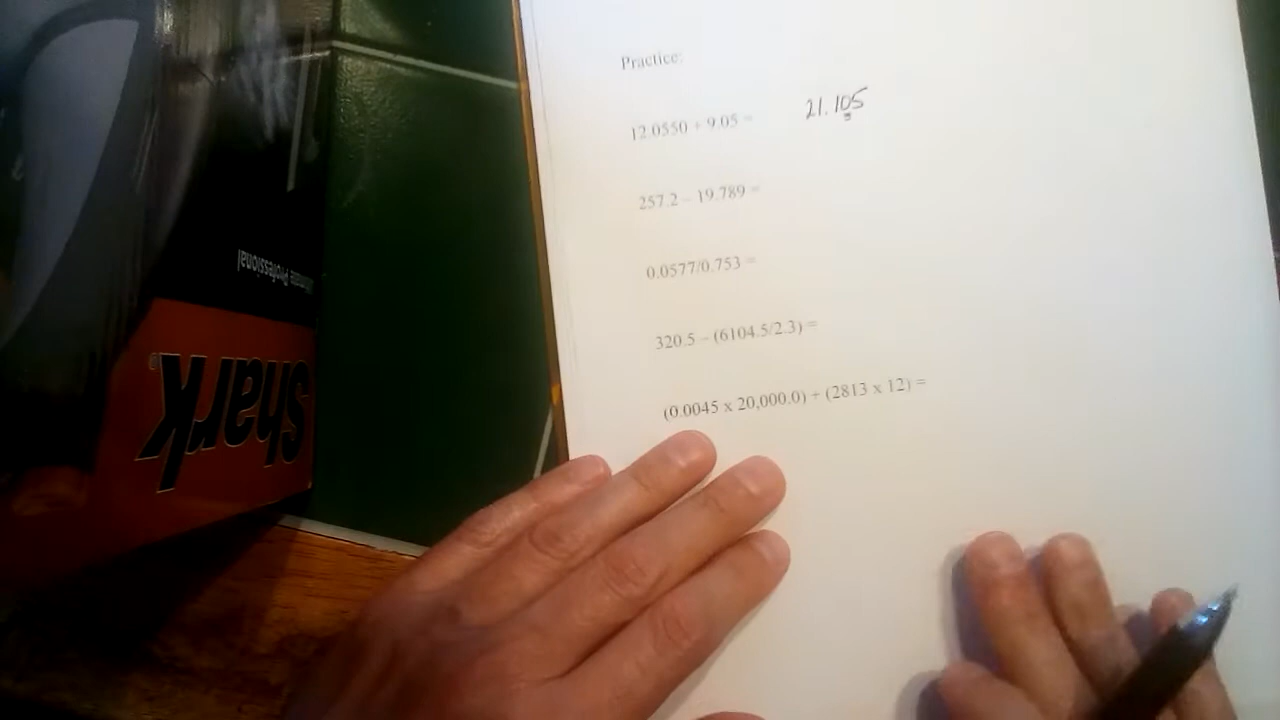 Practice:
12.0550 + 9.05 = 21.105
257.2 – 19.789 =
0.0577/0.753 =
320.5 – (6104.5/2.3) =
(0.0045 x 20,000.0) + (2813 x 12) =
Professional
Shark®